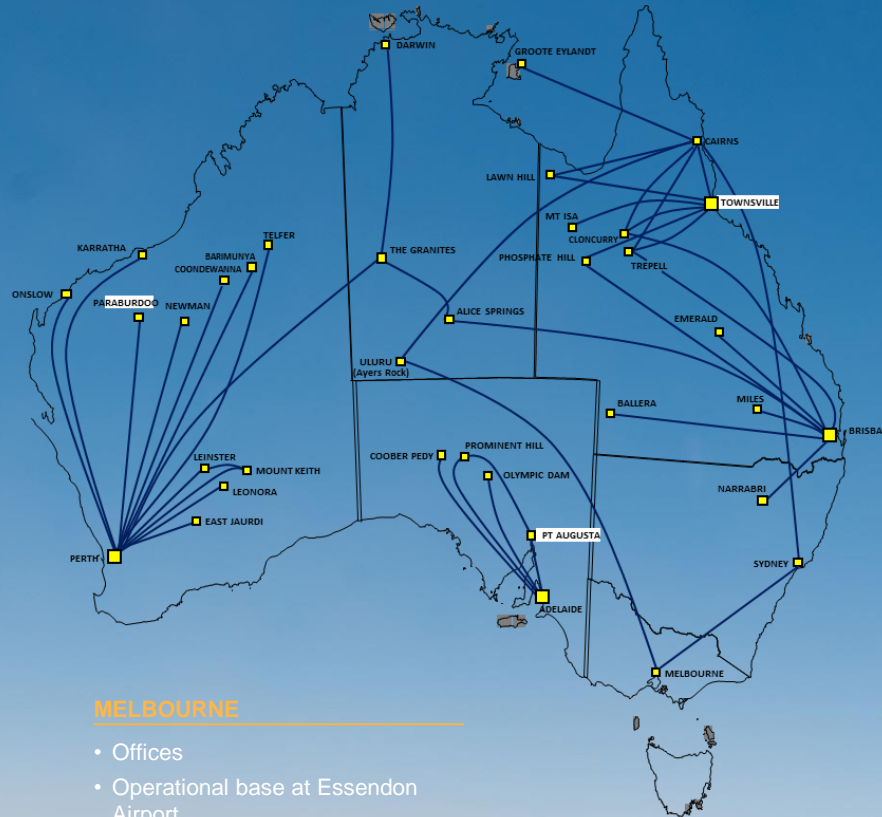 DARWIN
GROOTE EYLANDT
CAIRNS
LAWN HILL
TOWNSVILLE
MT ISA
CLONCURRY
TELFER
KARRATHA
THE GRANITES
BARIMUNYA
PHOSPHATE HILL
TREPELL
COONDEWANNA
ONSLOW
PARABURDOO
NEWMAN
ALICE SPRINGS
EMERALD
ULURU
(Ayers Rock)
BALLERA
MILES
BRISBA
PROMINENT HILL
COOBER PEDY
LEINSTER
MOUNT KEITH
OLYMPIC DAM
LEONORA
NARRABRI
EAST JAURDI
PT AUGUSTA
PERTH
SYDNEY
ADELAIDE
MELBOURNE
MELBOURNE
• Offices
• Operational base at Essendon
Airport